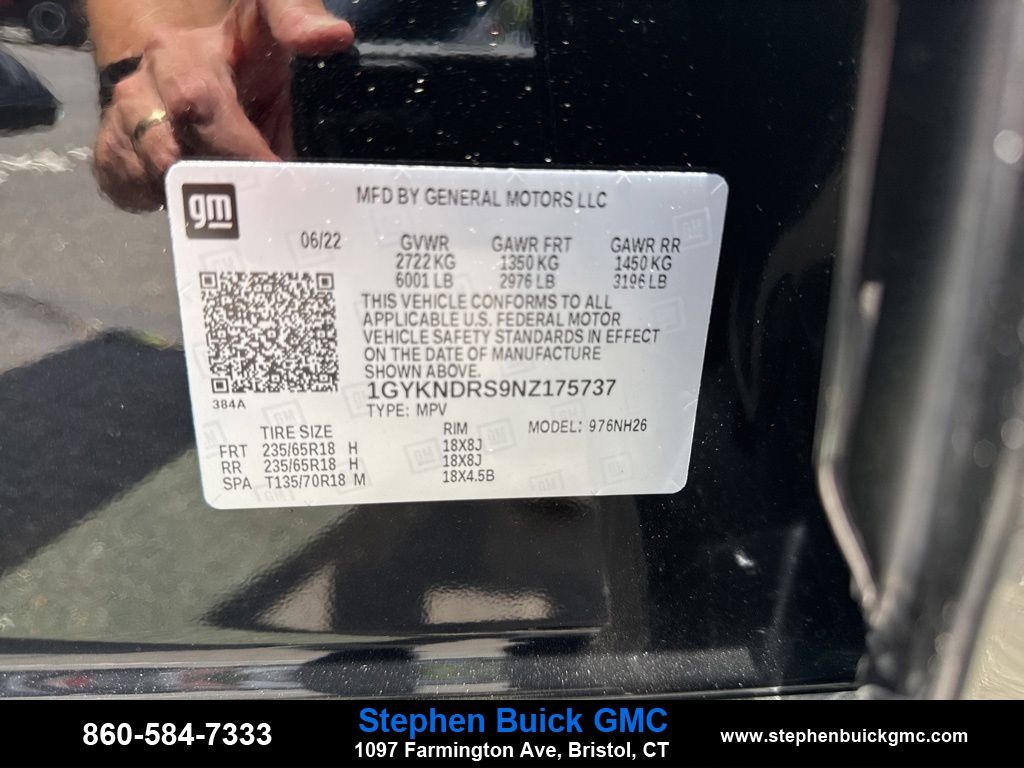 gm
MFD BY GENERAL MOTORS LLC
06/22 GVWR GAWR FRT GAWR RR
2722 KG 1350 KG 1450 KG
6001 LB 2976 LB 3196 LB
THIS VEHICLE CONFORMS TO ALL
APPLICABLE U.S. FEDERAL MOTOR
VEHICLE SAFETY STANDARDS IN EFFECT
ON THE DATE OF MANUFACTURE
SHOWN ABOVE.
1GYKNDRS9NZ175737
384A
TYPE: MPV
TIRE SIZE RIM MODEL: 976NH26
FRT 235/65R18 H 18X8J
RR 235/65R18 H 18X8J
SPA T135/70R18 M 18X4.5B
860-584-7333
Stephen Buick GMC
1097 Farmington Ave, Bristol, CT
www.stephenbuickgmc.com